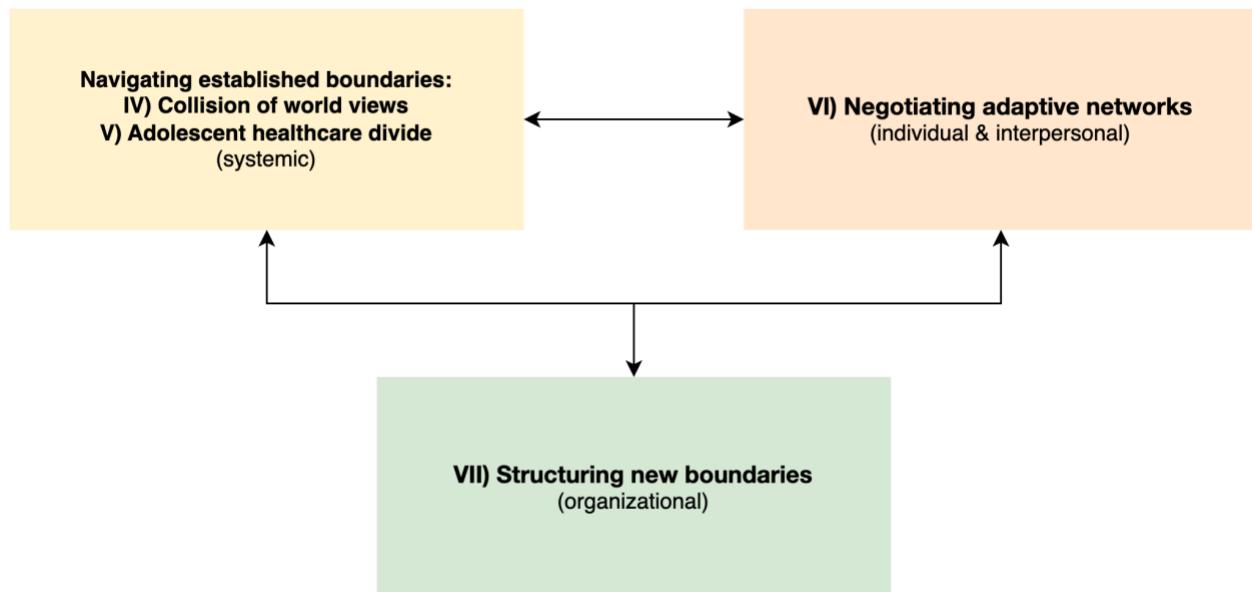 Navigating established boundaries:
IV) Collision of world views
V) Adolescent healthcare divide
(systemic)
VI) Negotiating adaptive networks
(individual & interpersonal)
VII) Structuring new boundaries
(organizational)